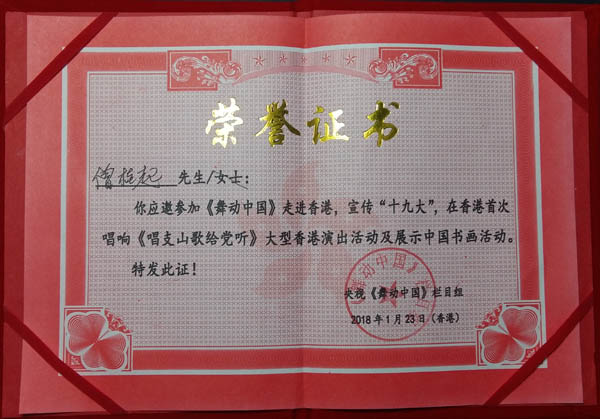 荣誉证书
曾桂起 先生/女士：
你应邀参加《舞动中国》走进香港，宣传“十九大”，在香港首次
唱响《唱支山歌给党听》大型香港演出活动及展示中国书画活动。
特发此证！
央视《舞动中国》栏目组
2018年1月23日（香港）